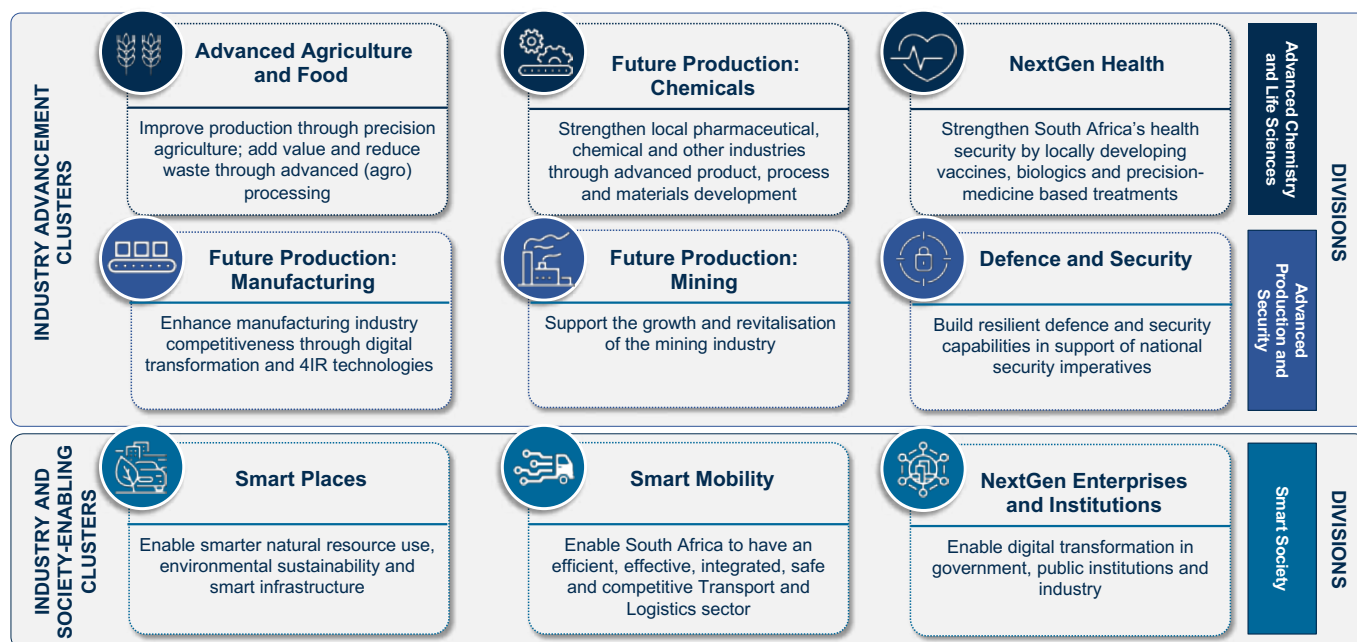 INDUSTRY ADVANCEMENT
CLUSTERS
Advanced Agriculture
and Food
Improve production through precision
agriculture; add value and reduce
waste through advanced (agro)
processing
Future Production:
Chemicals
Strengthen local pharmaceutical,
chemical and other industries
through advanced product, process
and materials development
NextGen Health
Strengthen South Africa's health
security by locally developing
vaccines, biologics and precision-
medicine based treatments
Advanced Chemistry
and Life Sciences
DIVISIONS
Future Production:
Manufacturing
Enhance manufacturing industry
competitiveness through digital
transformation and 4IR technologies
Future Production:
Mining
Support the growth and revitalisation
of the mining industry
Defence and Security
Build resilient defence and security
capabilities in support of national
security imperatives
Advanced
Production and
Security
INDUSTRY AND
SOCIETY-ENABLING
CLUSTERS
Smart Places
Enable smarter natural resource use,
environmental sustainability and
smart infrastructure
Smart Mobility
Enable South Africa to have an
efficient, effective, integrated, safe
and competitive Transport and
Logistics sector
NextGen Enterprises
and Institutions
Enable digital transformation in
government, public institutions and
industry
Smart Society
DIVISIONS